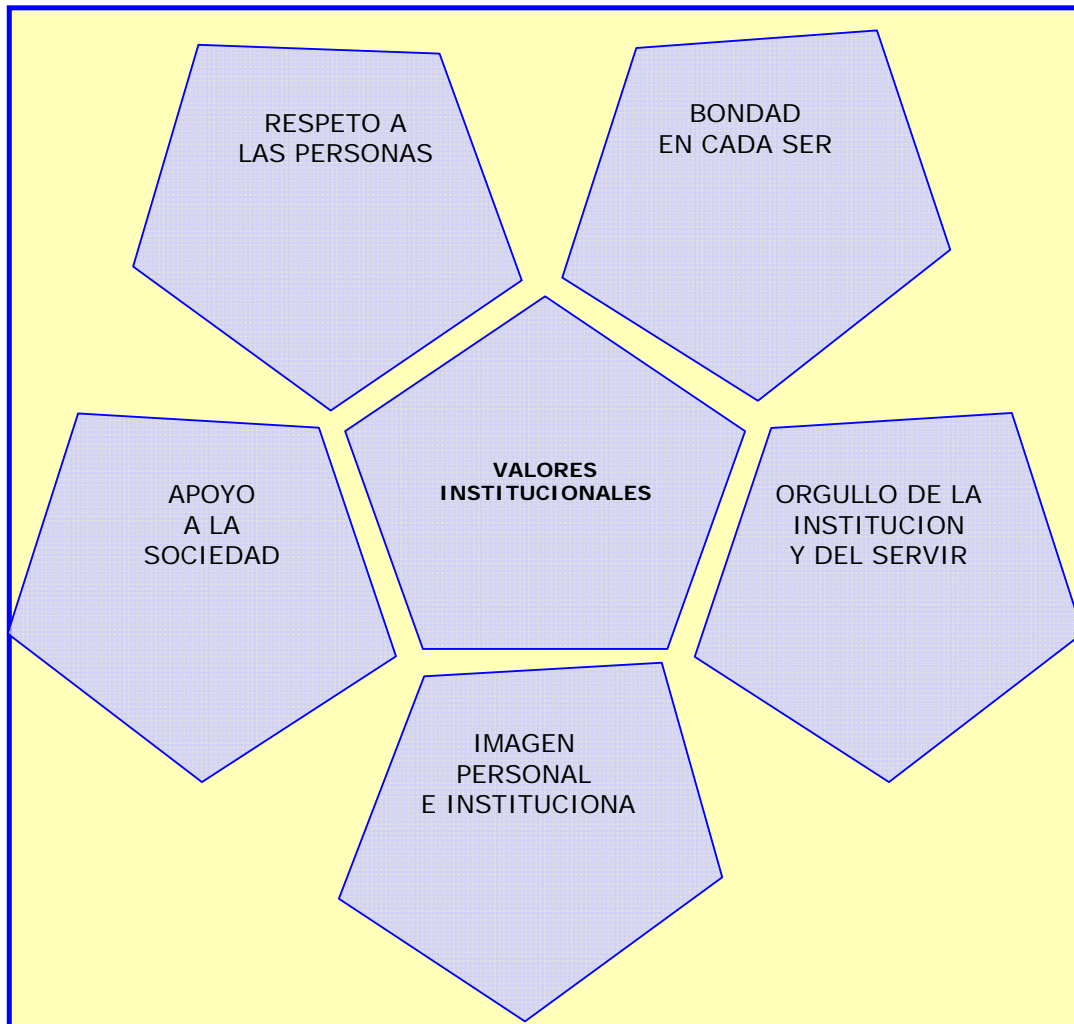 RESPETO A
LAS PERSONAS
BONDAD
EN CADA SER
VALORES
INSTITUCIONALES
APOYO
A LA
SOCIEDAD
ORGULLO DE LA
INSTITUCION
Y DEL SERVIR
IMAGEN
PERSONAL
E INSTITUCIONA